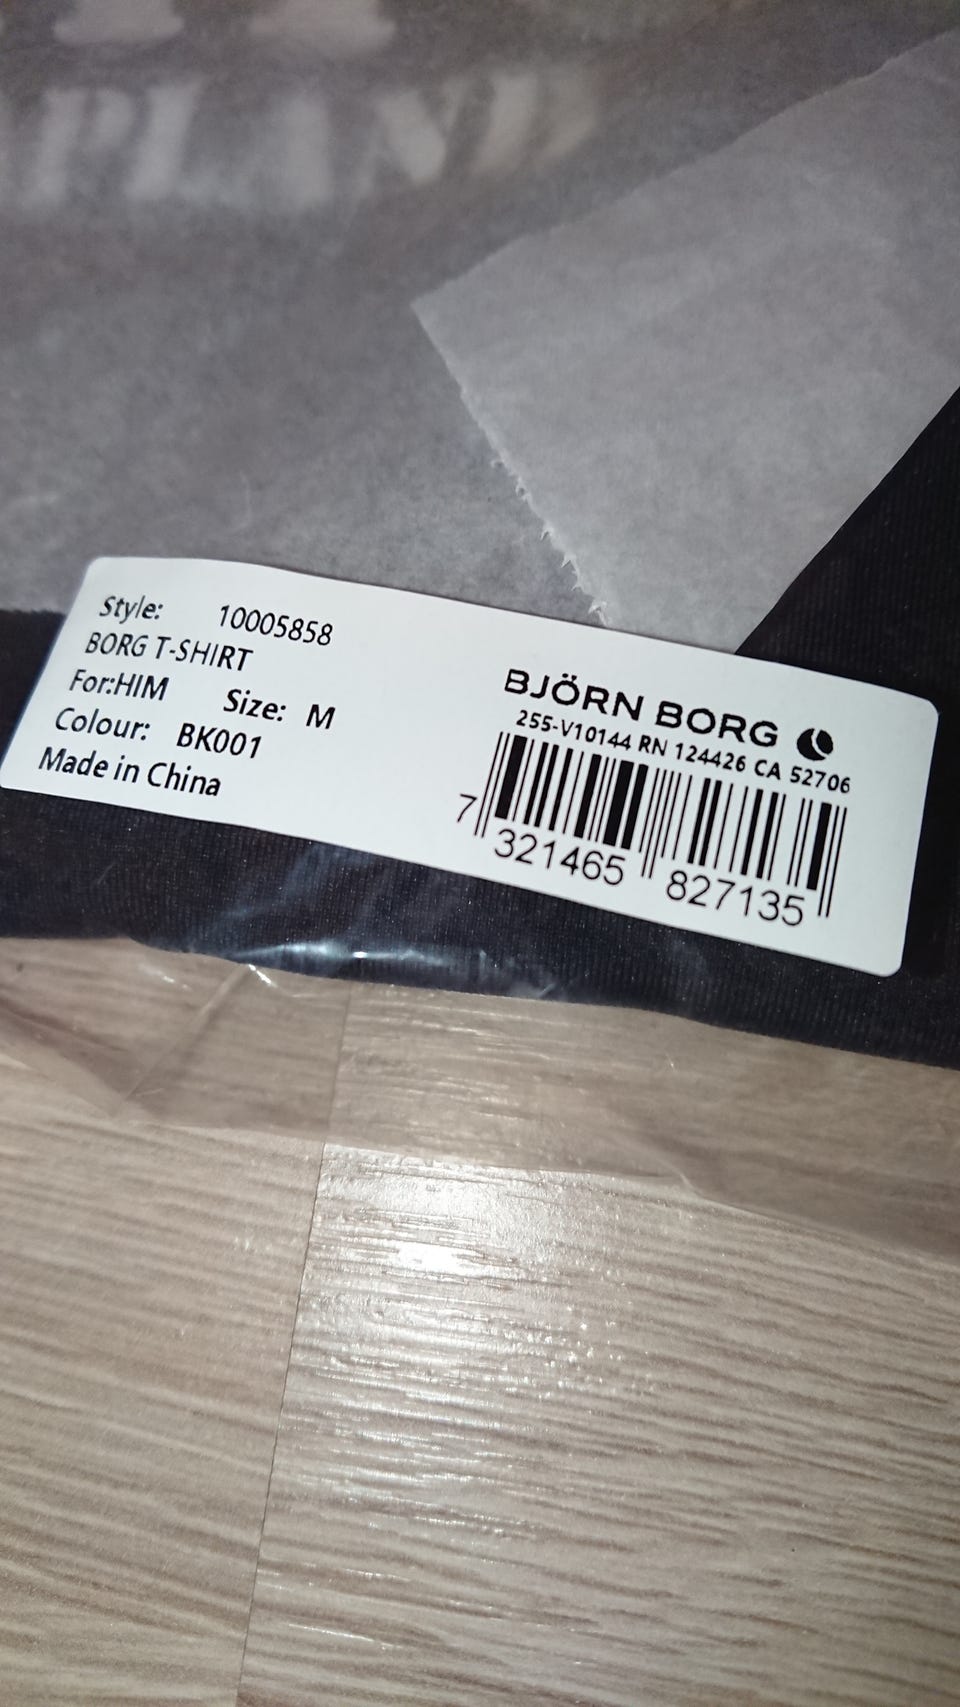 PLAY
Style: 10005858
BORG T-SHIRT
For:HIM Size: M
Colour: BK001
Made in China
BJÖRN BORG
255-V10144 RN 124426 CA 52706
7 321465 827135